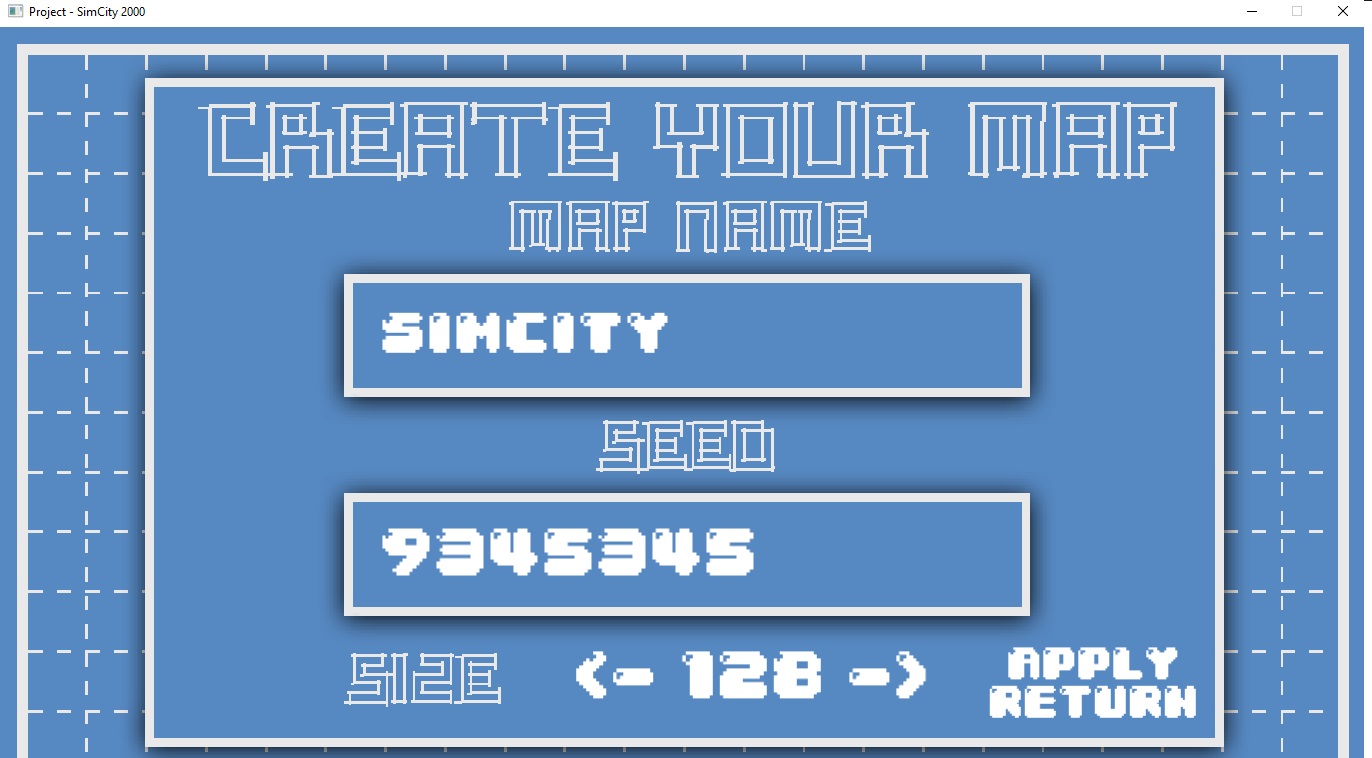 Project - SimCity 2000
CREATE YOUR MAP
MAP NAME
SIMCITY
SEED
9345345
SIZE <- 128 ->
APPLY
RETURN